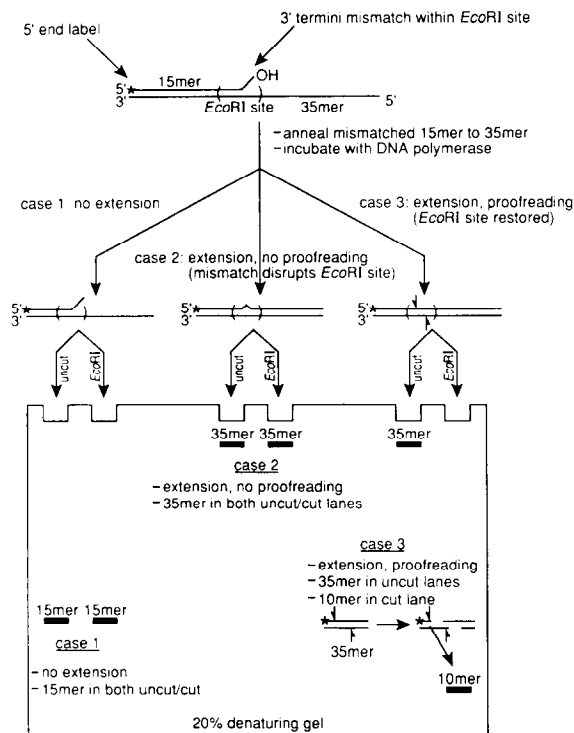 3' termini mismatch within EcoRI site
5' end label
15mer
OH
5'
3'
EcoRI site
35mer
5'
-anneal mismatched 15mer to 35mer
-incubate with DNA polymerase
case 1 no extension
case 3: extension, proofreading
(EcoRI site restored)
case 2: extension, no proofreading
(mismatch disrupts EcoRI site)
5'
3'
5'
3'
5'
3'
uncut
EcoRI
uncut
EcoRI
uncut
EcoRI
35mer
35mer
35mer
case 2
-extension, no proofreading
-35mer in both uncut/cut lanes
case 3
-extension, proofreading
-35mer in uncut lanes
-10mer in cut lane
15mer
15mer
case 1
-no extension
-15mer in both uncut/cut
35mer
10mer
20% denaturing gel